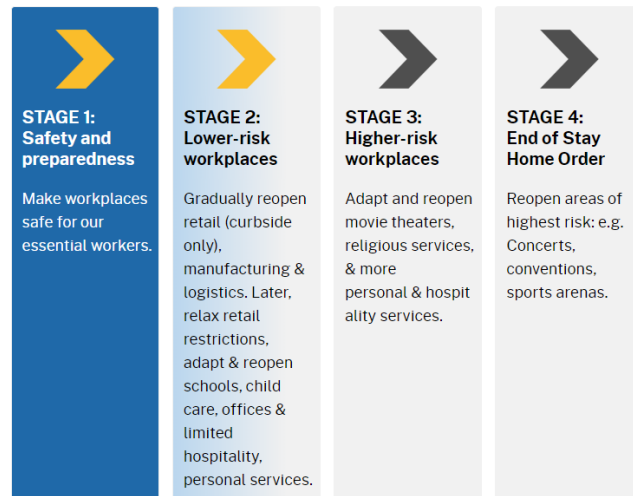 STAGE 1:
Safety and
preparedness
Make workplaces
safe for our
essential workers.
STAGE 2:
Lower-risk
workplaces
Gradually reopen
retail (curbside
only),
manufacturing &
logistics. Later,
relax retail
restrictions,
adapt & reopen
schools, child
care, offices &
limited
hospitality,
personal services.
STAGE 3:
Higher-risk
workplaces
Adapt and reopen
movie theaters,
religious services,
& more
personal & hospit
ality services.
STAGE 4:
End of Stay
Home Order
Reopen areas of
highest risk: e.g.
Concerts,
conventions,
sports arenas.